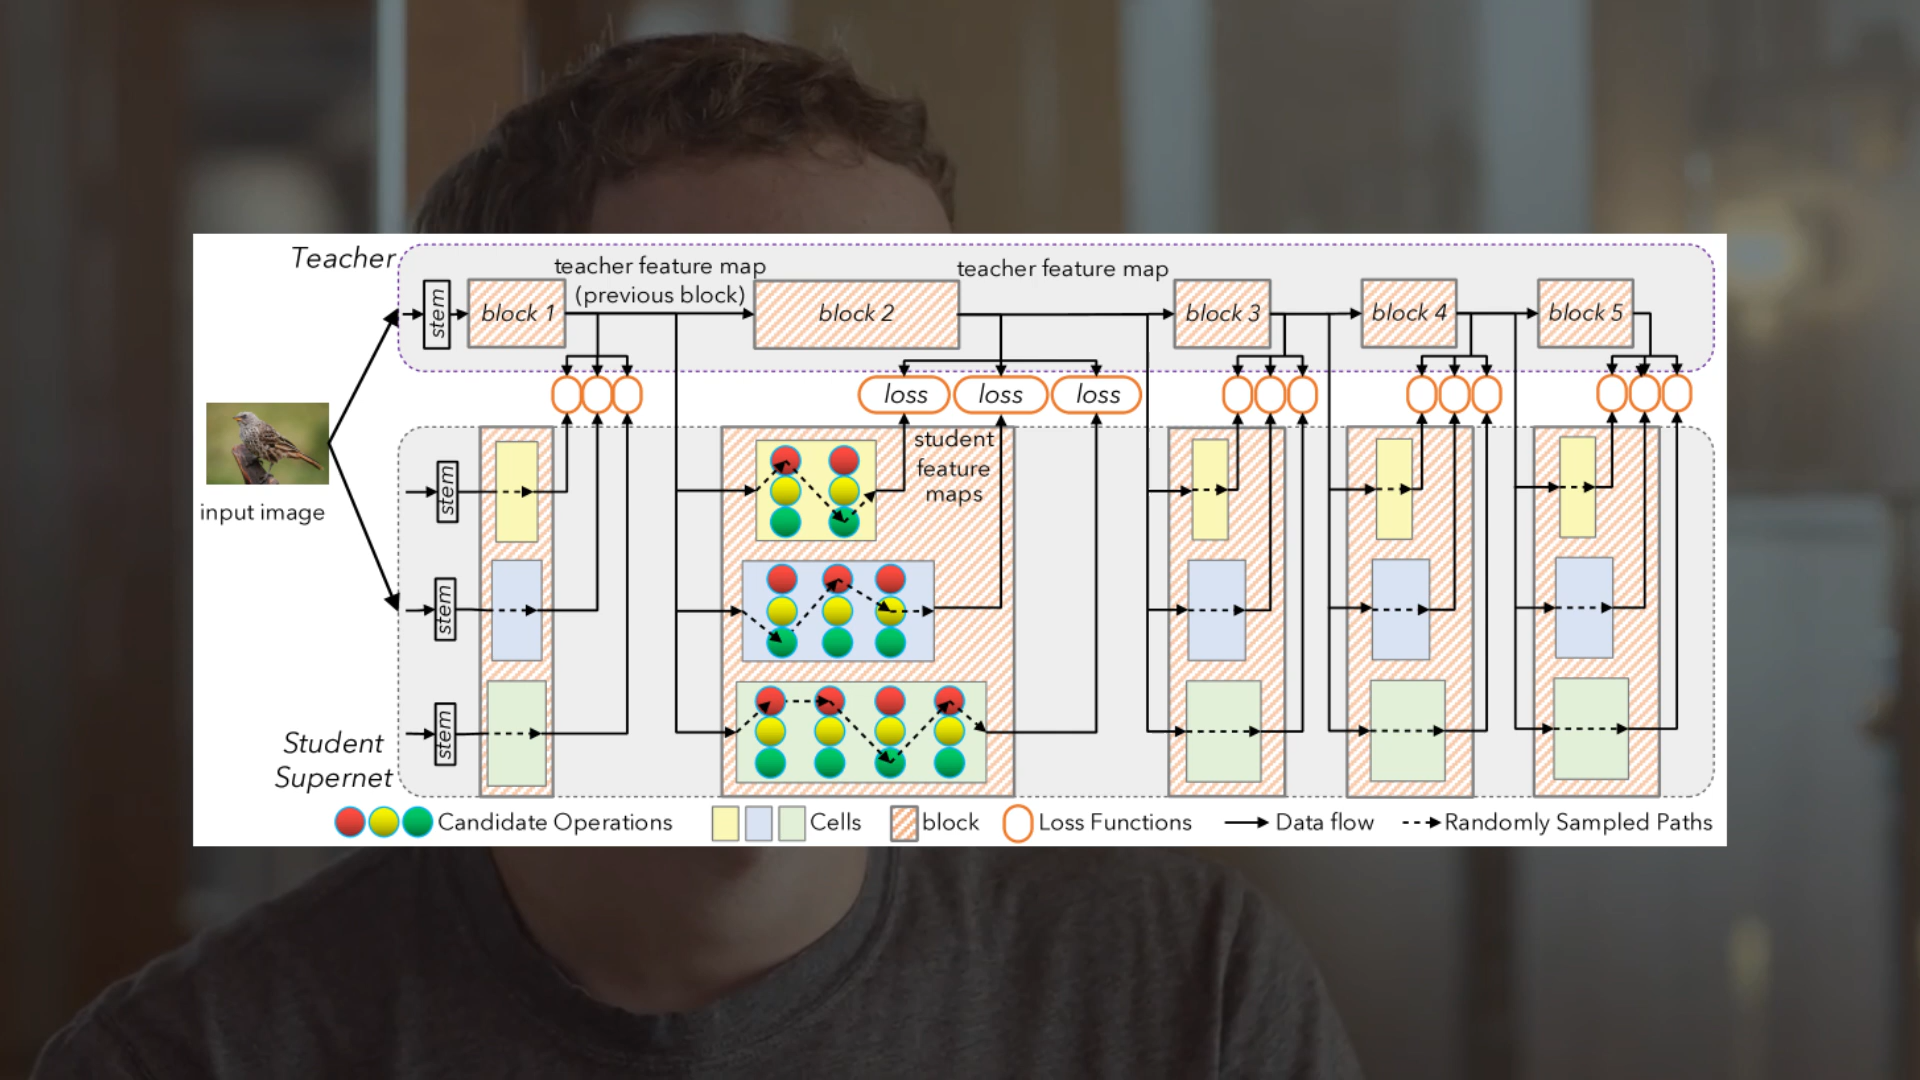 Teacher
teacher feature map
(previous block)
teacher feature map
stem
block 1
block 2
block 3
block 4
block 5
loss
loss
loss
student
feature
maps
stem
input image
stem
stem
Student
Supernet
Candidate Operations
Cells
block
Loss Functions
Data flow
Randomly Sampled Paths